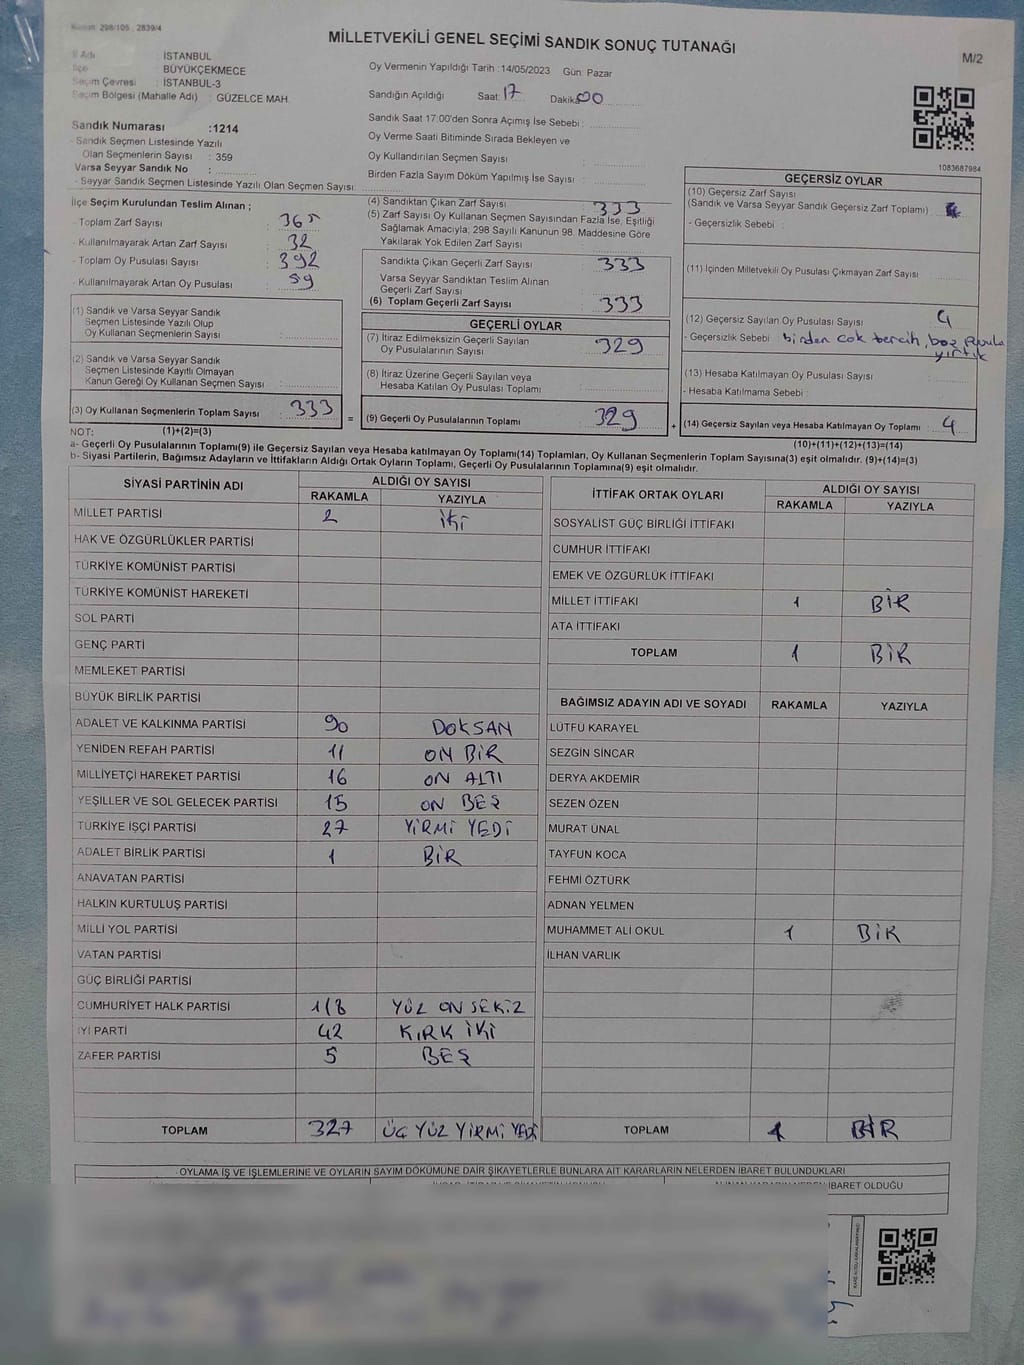 298/105 2839/4
MİLLETVEKİLİ GENEL SEÇİMİ SANDIK SONUÇ TUTANAĞI
M/2
İl Adı : İSTANBUL
İlçe : BÜYÜKÇEKMECE
Seçim Çevresi : İSTANBUL-3
Seçim Bölgesi (Mahalle Adı) : GÜZELCE MAH.
Oy Vermenin Yapıldığı Tarih : 14/05/2023 Gün: Pazar
Sandığın Açıldığı Saat: 17 Dakika: 00
Sandık Saat 17:00'den Sonra Açılmış İse Sebebi :
Oy Verme Saati Bitiminde Sırada Bekleyen ve
Oy Kullandırılan Seçmen Sayısı :
Birden Fazla Sayım Döküm Yapılmış İse Sayısı :
Sandık Numarası :1214
- Sandık Seçmen Listesinde Yazılı
Olan Seçmenlerin Sayısı : 359
Varsa Seyyar Sandık No :
- Seyyar Sandık Seçmen Listesinde Yazılı Olan Seçmen Sayısı :
1083687984
İlçe Seçim Kurulundan Teslim Alınan ;
- Toplam Zarf Sayısı : 365
- Kullanılmayarak Artan Zarf Sayısı : 32
- Toplam Oy Pusulası Sayısı : 392
- Kullanılmayarak Artan Oy Pusulası : 59
(4) Sandıktan Çıkan Zarf Sayısı : 333
(5) Zarf Sayısı Oy Kullanan Seçmen Sayısından Fazla İse, Eşitliği
Sağlamak Amacıyla; 298 Sayılı Kanunun 98. Maddesine Göre
Yakılarak Yok Edilen Zarf Sayısı :
Sandıkta Çıkan Geçerli Zarf Sayısı : 333
Varsa Seyyar Sandıktan Teslim Alınan
Geçerli Zarf Sayısı :
(6) Toplam Geçerli Zarf Sayısı : 333
GEÇERSİZ OYLAR
(10) Geçersiz Zarf Sayısı
(Sandık ve Varsa Seyyar Sandık Geçersiz Zarf Toplamı) :
- Geçersizlik Sebebi :
(11) İçinden Milletvekili Oy Pusulası Çıkmayan Zarf Sayısı :
(12) Geçersiz Sayılan Oy Pusulası Sayısı : 4
- Geçersizlik Sebebi : birden cok tercih, boş pusula
yırtık
(13) Hesaba Katılmayan Oy Pusulası Sayısı :
- Hesaba Katılmama Sebebi :
(14) Geçersiz Sayılan veya Hesaba Katılmayan Oy Toplamı : 4
(10)+(11)+(12)+(13)=(14)
(1) Sandık ve Varsa Seyyar Sandık
Seçmen Listesinde Yazılı Olup
Oy Kullanan Seçmenlerin Sayısı :
(2) Sandık ve Varsa Seyyar Sandık
Seçmen Listesinde Kayıtlı Olmayan
Kanun Gereği Oy Kullanan Seçmen Sayısı :
(3) Oy Kullanan Seçmenlerin Toplam Sayısı : 333
GEÇERLİ OYLAR
(7) İtiraz Edilmeksizin Geçerli Sayılan
Oy Pusulalarının Sayısı : 329
(8) İtiraz Üzerine Geçerli Sayılan veya
Hesaba Katılan Oy Pusulası Toplamı :
= (9) Geçerli Oy Pusulalarının Toplamı 329 +
NOT: (1)+(2)=(3)
a- Geçerli Oy Pusulalarının Toplamı(9) ile Geçersiz Sayılan veya Hesaba katılmayan Oy Toplamı(14) Toplamları, Oy Kullanan Seçmenlerin Toplam Sayısına(3) eşit olmalıdır. (9)+(14)=(3)
b- Siyasi Partilerin, Bağımsız Adayların ve İttifakların Aldığı Ortak Oyların Toplamı, Geçerli Oy Pusulalarının Toplamına(9) eşit olmalıdır.
SİYASİ PARTİNİN ADI ALDIĞI OY SAYISI
RAKAMLA YAZIYLA
MİLLET PARTİSİ 2 İKİ
HAK VE ÖZGÜRLÜKLER PARTİSİ
TÜRKİYE KOMÜNİST PARTİSİ
TÜRKİYE KOMÜNİST HAREKETİ
SOL PARTİ
GENÇ PARTİ
MEMLEKET PARTİSİ
BÜYÜK BİRLİK PARTİSİ
ADALET VE KALKINMA PARTİSİ 90 DOKSAN
YENİDEN REFAH PARTİSİ 11 ON BİR
MİLLİYETÇİ HAREKET PARTİSİ 16 ON ALTI
YEŞİLLER VE SOL GELECEK PARTİSİ 15 ON BEŞ
TÜRKİYE İŞÇİ PARTİSİ 27 YİRMİ YEDİ
ADALET BİRLİK PARTİSİ 1 BİR
ANAVATAN PARTİSİ
HALKIN KURTULUŞ PARTİSİ
MİLLİ YOL PARTİSİ
VATAN PARTİSİ
GÜÇ BİRLİĞİ PARTİSİ
CUMHURİYET HALK PARTİSİ 118 YÜZ ON SEKİZ
İYİ PARTİ 42 KIRK İKİ
ZAFER PARTİSİ 5 BEŞ
TOPLAM 327 ÜÇ YÜZ YİRMİ YEDİ
İTTİFAK ORTAK OYLARI ALDIĞI OY SAYISI
RAKAMLA YAZIYLA
SOSYALİST GÜÇ BİRLİĞİ İTTİFAKI
CUMHUR İTTİFAKI
EMEK VE ÖZGÜRLÜK İTTİFAKI
MİLLET İTTİFAKI 1 BİR
ATA İTTİFAKI
TOPLAM 1 BİR
BAĞIMSIZ ADAYIN ADI VE SOYADI RAKAMLA YAZIYLA
LÜTFÜ KARAYEL
SEZGİN SİNCAR
DERYA AKDEMİR
SEZEN ÖZEN
MURAT ÜNAL
TAYFUN KOCA
FEHMİ ÖZTÜRK
ADNAN YELMEN
MUHAMMET ALİ OKUL 1 BİR
İLHAN VARLIK
TOPLAM 1 BİR
OYLAMA İŞ VE İŞLEMLERİNE VE OYLARIN SAYIM DÖKÜMÜNE DAİR ŞİKAYETLERLE BUNLARA AİT KARARLARIN NELERDEN İBARET BULUNDUKLARI
ALINAN KARARIN NEDEN İBARET OLDUĞU